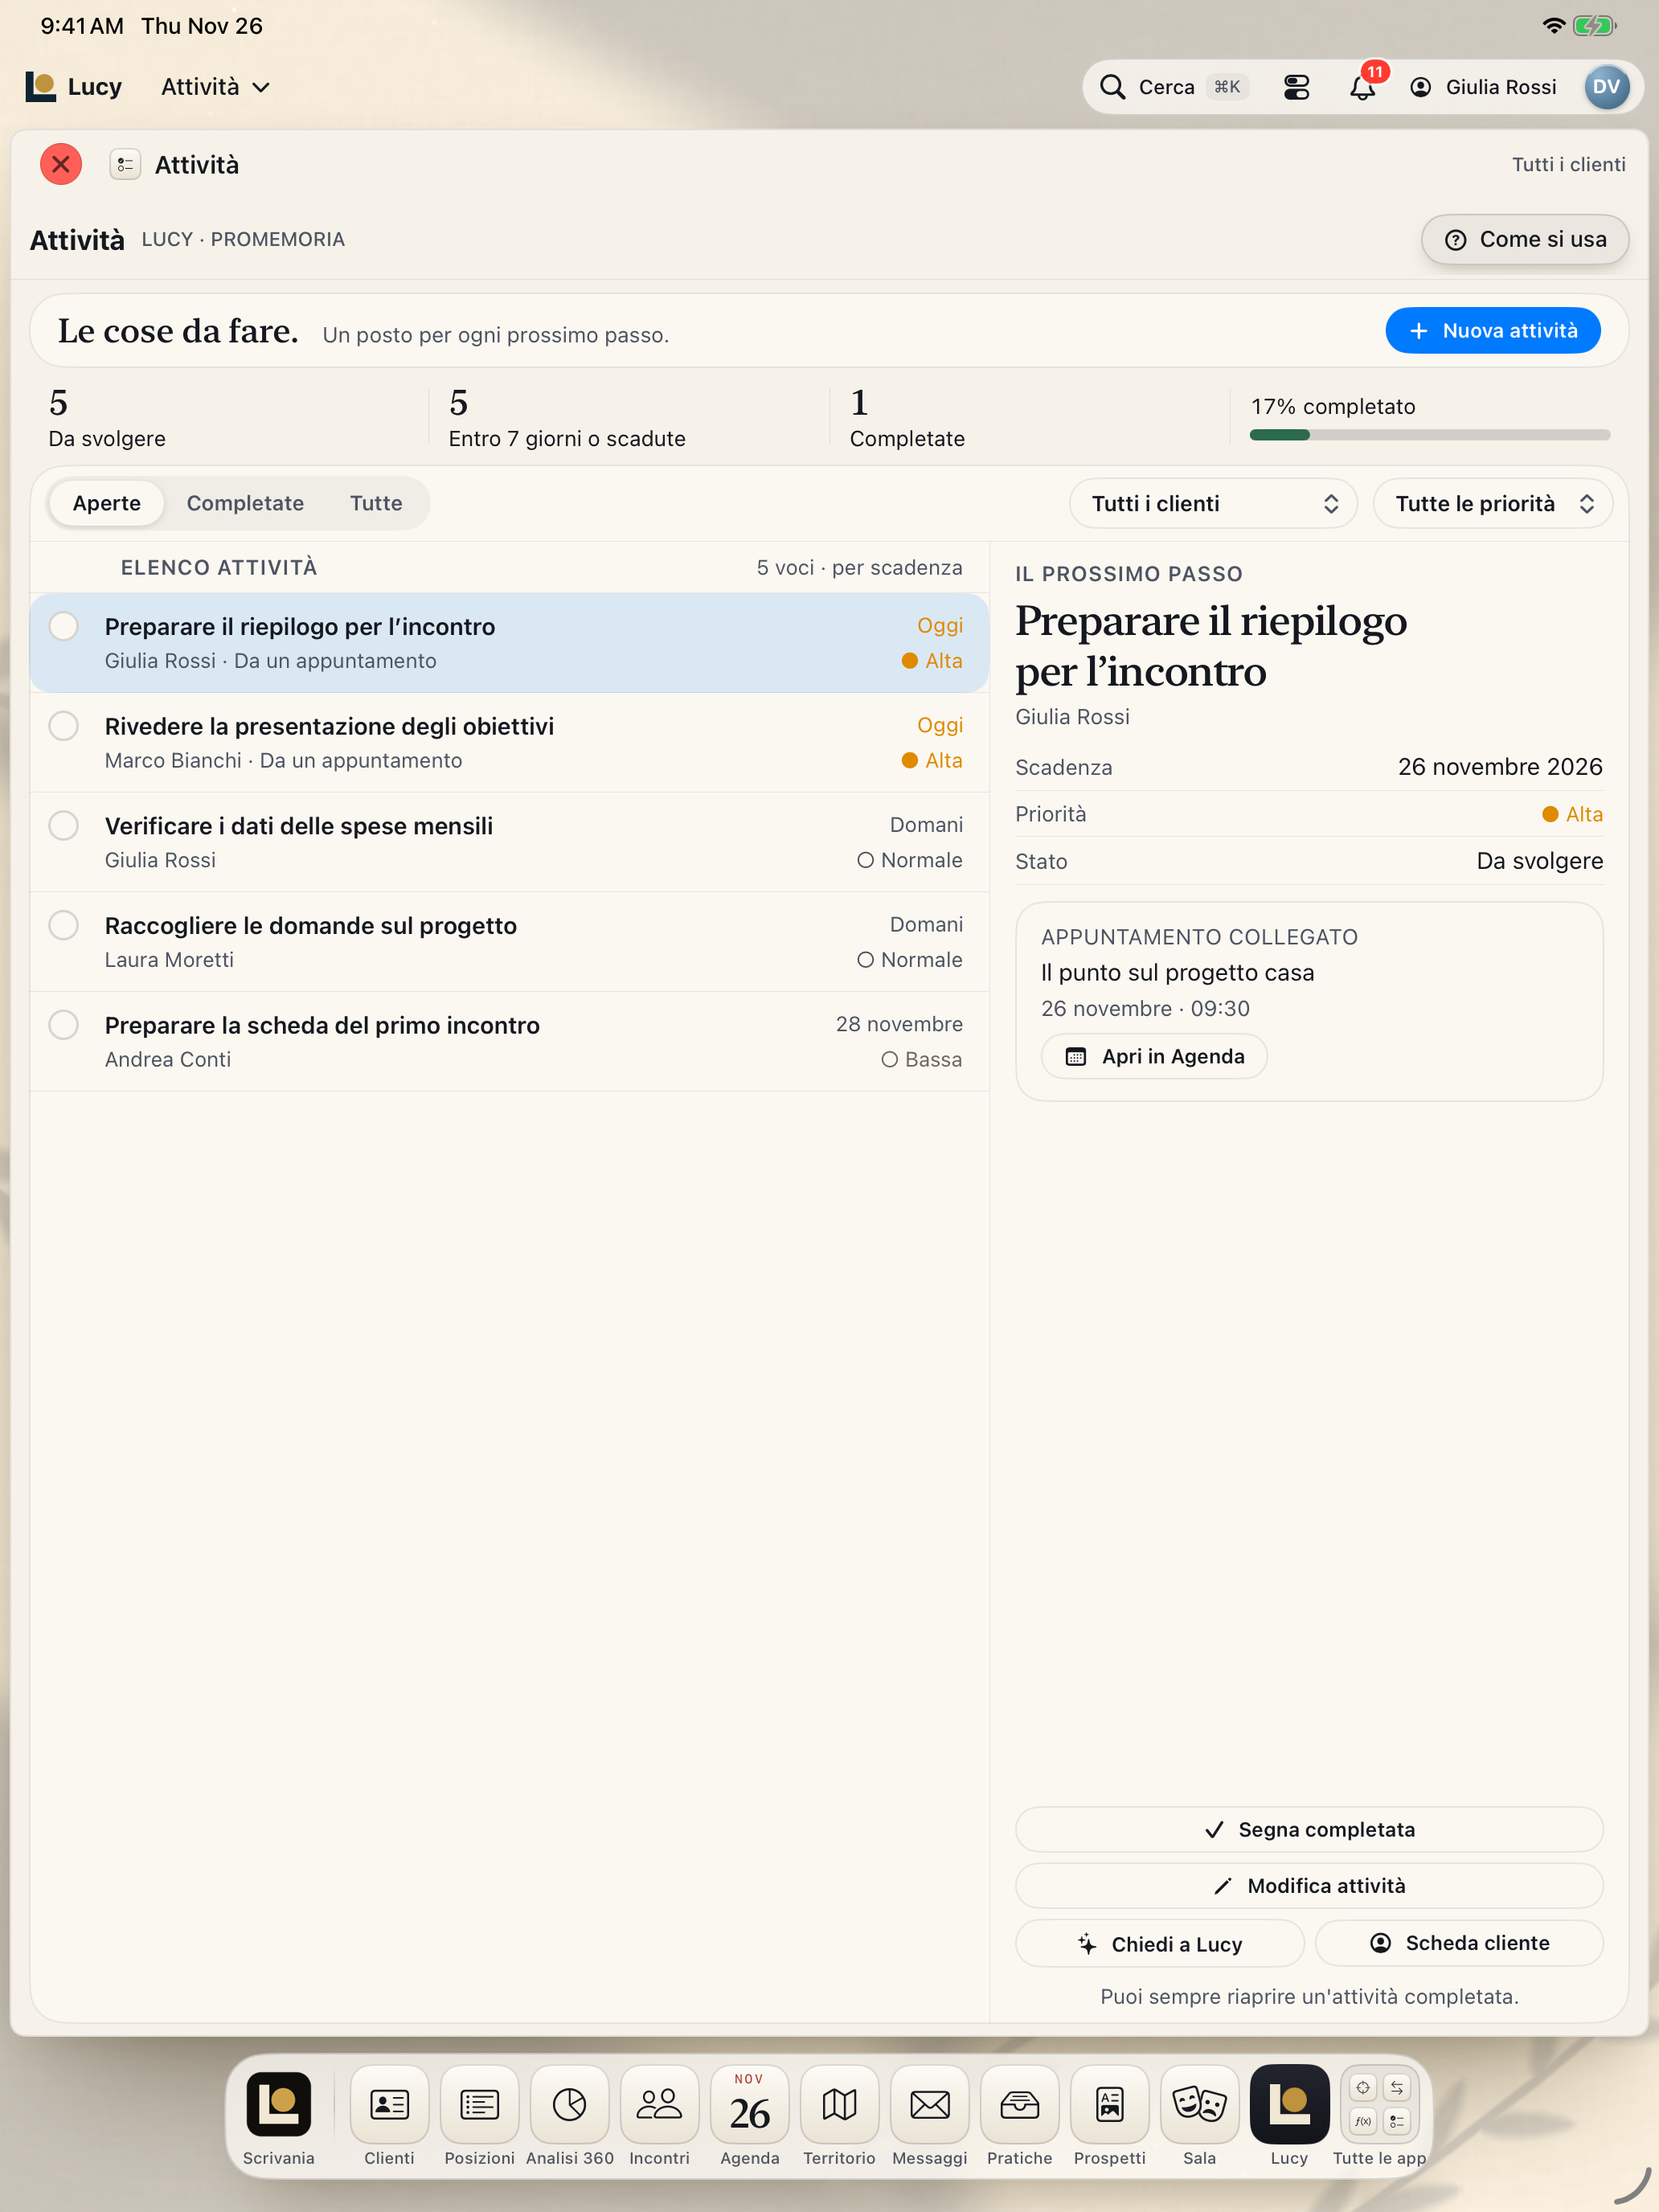 9:41 AM Thu Nov 26
Lucy Attività
Cerca ⌘K 11 Giulia Rossi DV
Attività Tutti i clienti
Attività LUCY · PROMEMORIA Come si usa
Le cose da fare. Un posto per ogni prossimo passo. + Nuova attività
5
Da svolgere
5
Entro 7 giorni o scadute
1
Completate
17% completato
Aperte Completate Tutte Tutti i clienti Tutte le priorità
ELENCO ATTIVITÀ 5 voci · per scadenza
Preparare il riepilogo per l’incontro Oggi
Giulia Rossi · Da un appuntamento Alta
Rivedere la presentazione degli obiettivi Oggi
Marco Bianchi · Da un appuntamento Alta
Verificare i dati delle spese mensili Domani
Giulia Rossi Normale
Raccogliere le domande sul progetto Domani
Laura Moretti Normale
Preparare la scheda del primo incontro 28 novembre
Andrea Conti Bassa
IL PROSSIMO PASSO
Preparare il riepilogo
per l’incontro
Giulia Rossi
Scadenza 26 novembre 2026
Priorità Alta
Stato Da svolgere
APPUNTAMENTO COLLEGATO
Il punto sul progetto casa
26 novembre · 09:30
Apri in Agenda
Segna completata
Modifica attività
Chiedi a Lucy Scheda cliente
Puoi sempre riaprire un'attività completata.
NOV
26
f(x)
Scrivania Clienti Posizioni Analisi 360 Incontri Agenda Territorio Messaggi Pratiche Prospetti Sala Lucy Tutte le app